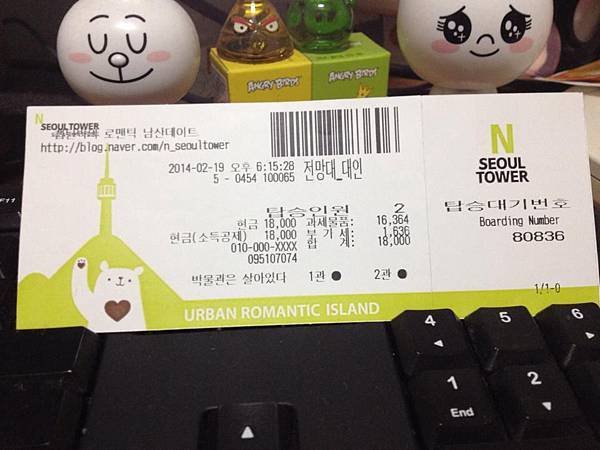 ANGRY BIRDS
ANGRY BIRDS
N
SEOULTOWER
로맨틱 남산데이트
http://blog.naver.com/n_seoultower
2014-02-19 오후 6:15:28 전망대_대인
5 - 0454 100065
탑승인원 2
현금 18,000 과세물품: 16,364
현금(소득공제) 18,000 부 가 세: 1,636
010-000-XXXX 합 계: 18,000
095107074
박물관은 살아있다 1관 ● 2관 ●
URBAN ROMANTIC ISLAND
N
SEOUL
TOWER
탑승대기번호
Boarding Number
80836
1/1-0
F11
4 5 6
1 2
End